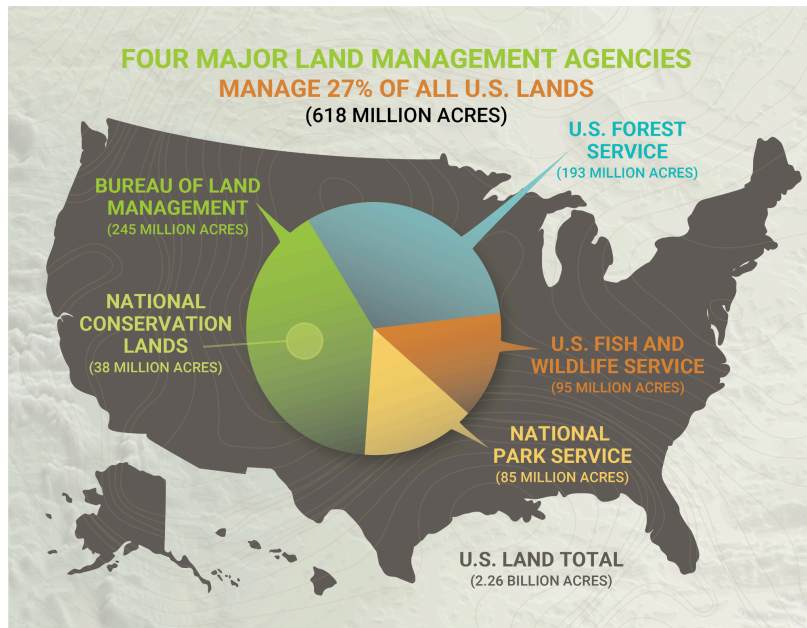 FOUR MAJOR LAND MANAGEMENT AGENCIES
MANAGE 27% OF ALL U.S. LANDS
(618 MILLION ACRES)
U.S. FOREST
SERVICE
(193 MILLION ACRES)
BUREAU OF LAND
MANAGEMENT
(245 MILLION ACRES)
NATIONAL
CONSERVATION
LANDS
(38 MILLION ACRES)
U.S. FISH AND
WILDLIFE SERVICE
(95 MILLION ACRES)
NATIONAL
PARK SERVICE
(85 MILLION ACRES)
U.S. LAND TOTAL
(2.26 BILLION ACRES)